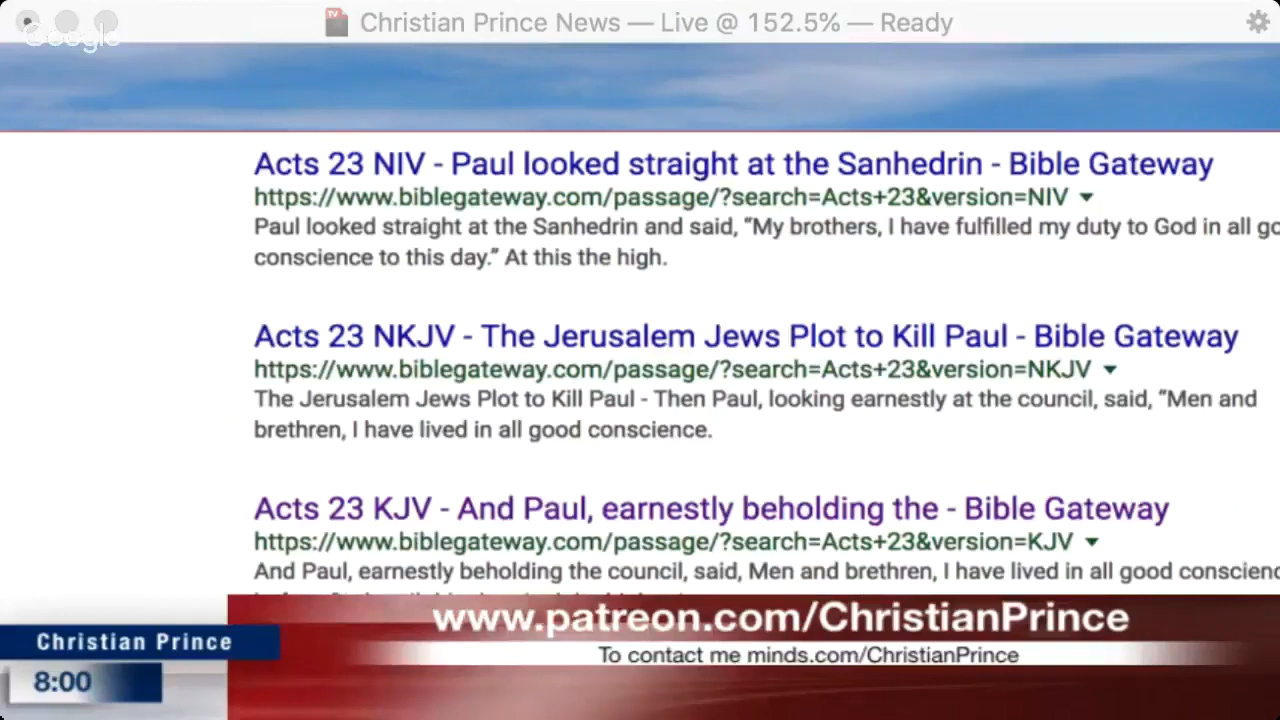 TV
Christian Prince News — Live @ 152.5% — Ready
Google
Acts 23 NIV - Paul looked straight at the Sanhedrin - Bible Gateway
https://www.biblegateway.com/passage/?search=Acts+23&version=NIV
Paul looked straight at the Sanhedrin and said, “My brothers, I have fulfilled my duty to God in all go
conscience to this day.” At this the high.
Acts 23 NKJV - The Jerusalem Jews Plot to Kill Paul - Bible Gateway
https://www.biblegateway.com/passage/?search=Acts+23&version=NKJV
The Jerusalem Jews Plot to Kill Paul - Then Paul, looking earnestly at the council, said, “Men and
brethren, I have lived in all good conscience.
Acts 23 KJV - And Paul, earnestly beholding the - Bible Gateway
https://www.biblegateway.com/passage/?search=Acts+23&version=KJV
And Paul, earnestly beholding the council, said, Men and brethren, I have lived in all good conscienc
www.patreon.com/ChristianPrince
To contact me minds.com/ChristianPrince
Christian Prince
8:00